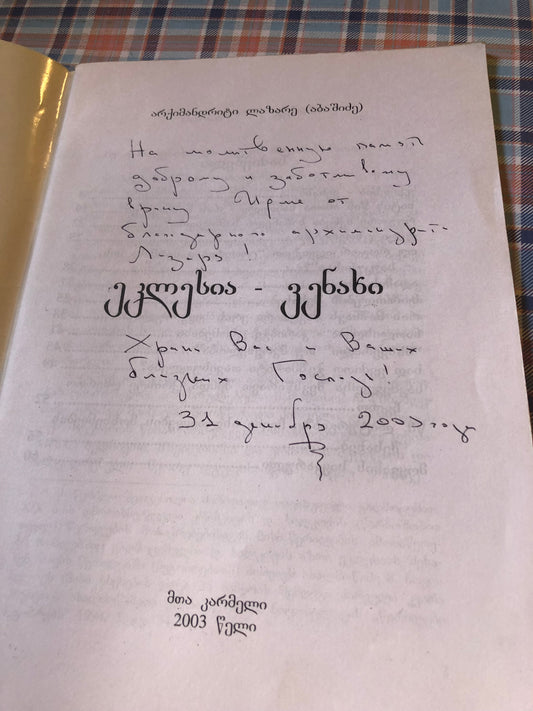 არქიმანდრიტი ლაზარე (აბაშიძე)
На молитвенную память
доброму и заботливому
врачу Ирме от
благодарного архимандрита
Лазаря!
ეკლესია - ვენახი
Храни Вас и Ваших
близких Господь!
31 декабря 2003 года
მთა კარმელი
2003 წელი